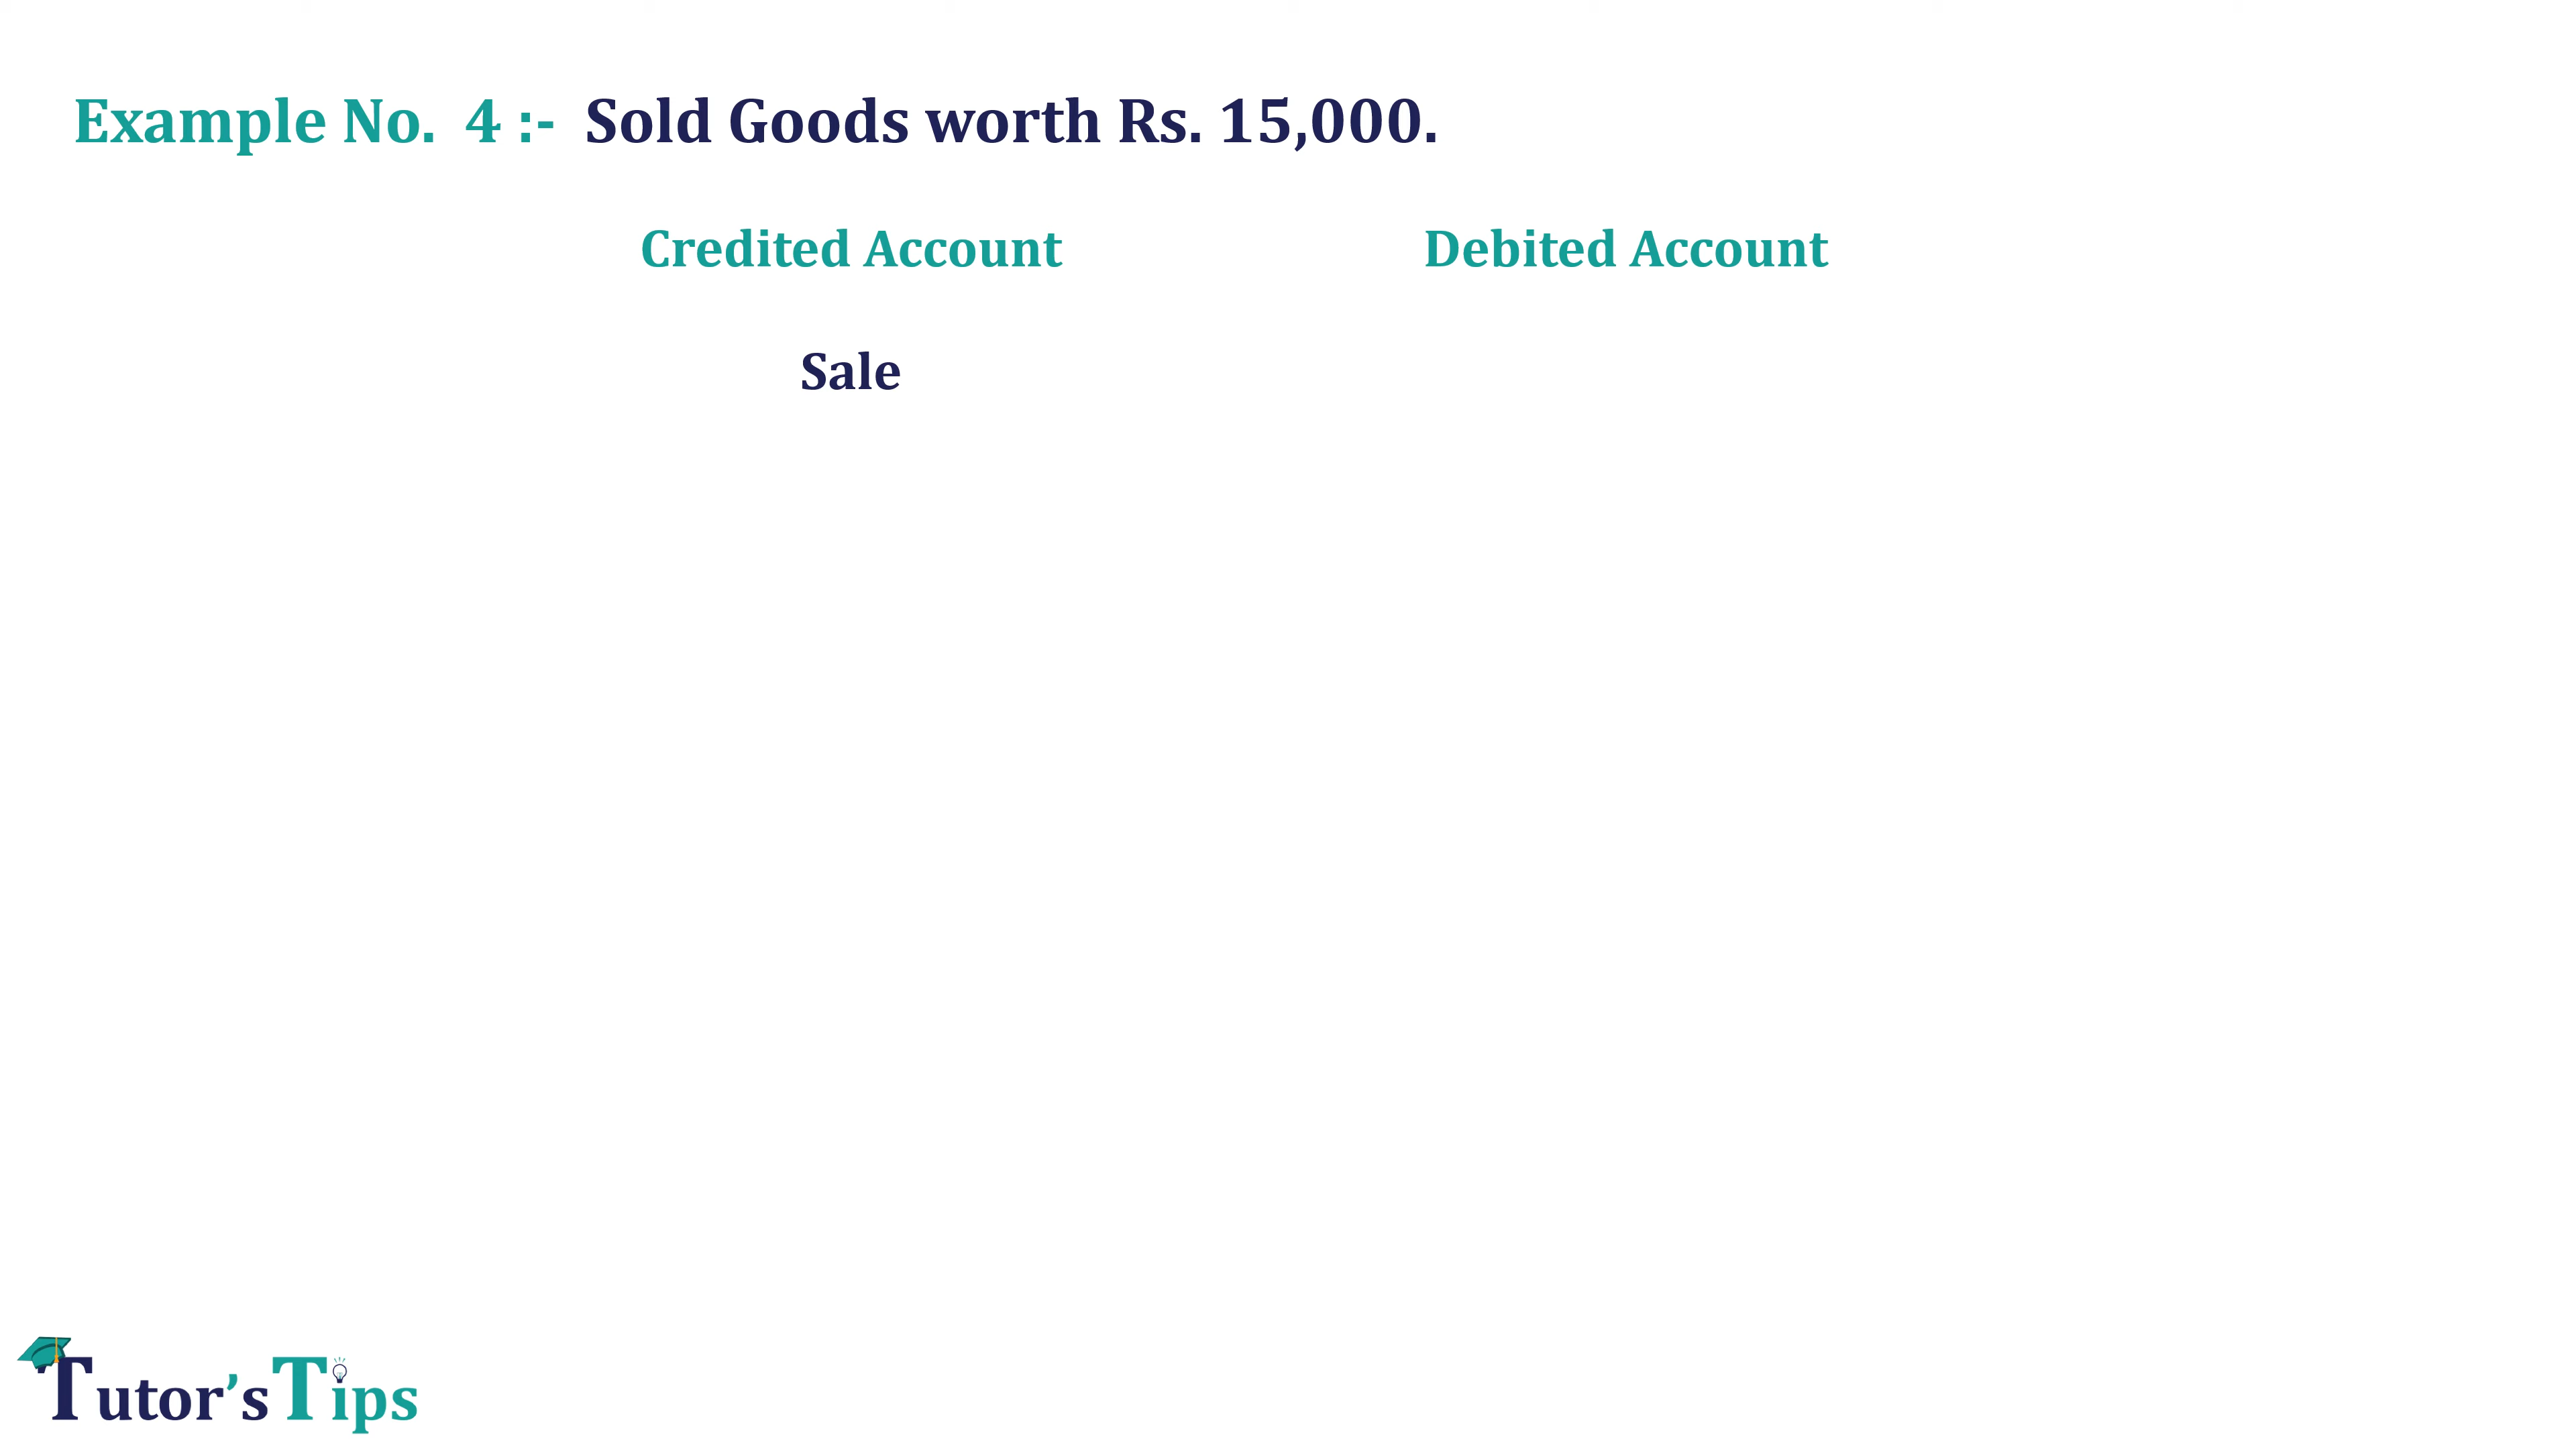 Example No. 4 :- Sold Goods worth Rs. 15,000.
Credited Account Debited Account
Sale
Tutor’s Tips